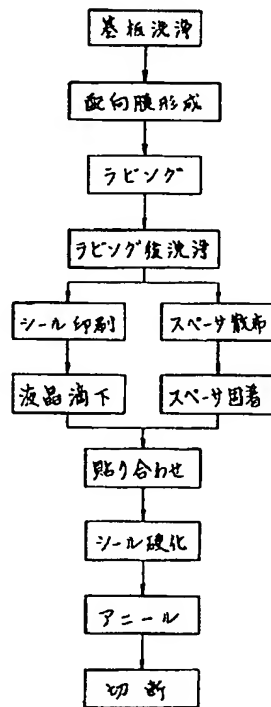 基板洗浄
配向膜形成
ラビング
ラビング後洗浄
シール印刷
スペーサ散布
液晶滴下
スペーサ固着
貼り合わせ
シール硬化
アニール
切断